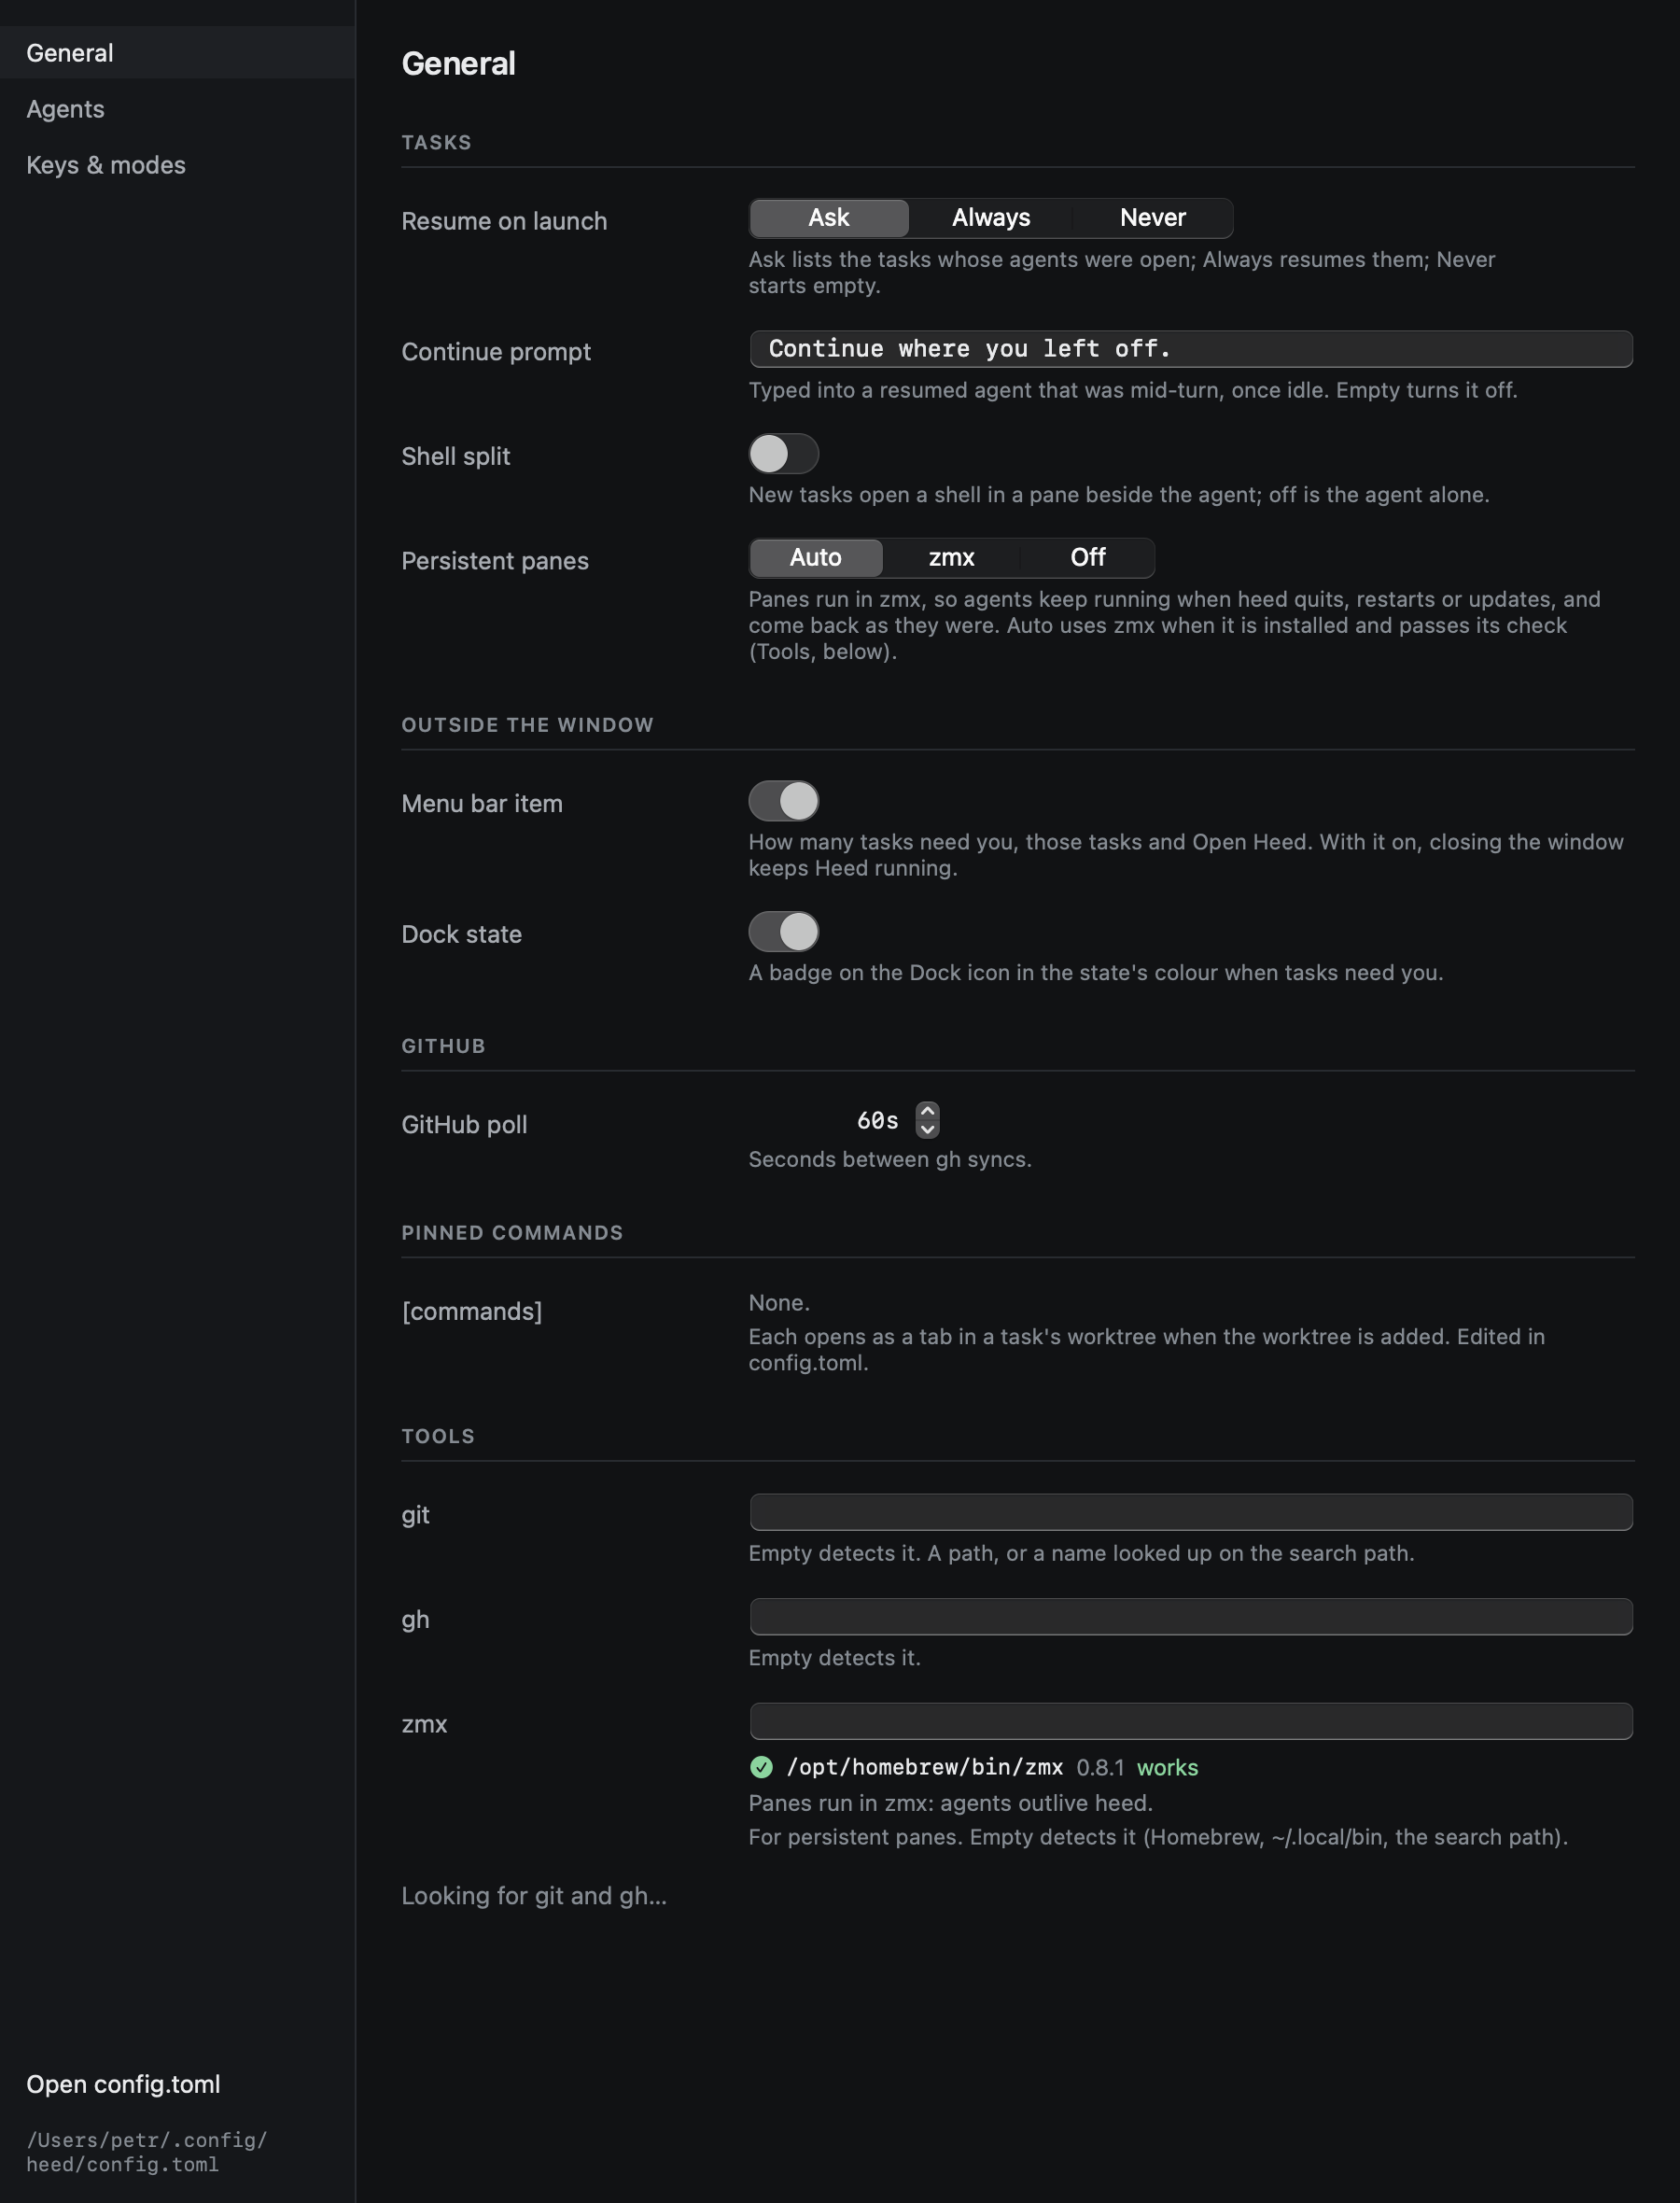 General
Agents
Keys & modes
Open config.toml
/Users/petr/.config/
heed/config.toml
General
TASKS
Resume on launch
Ask Always Never
Ask lists the tasks whose agents were open; Always resumes them; Never
starts empty.
Continue prompt
Continue where you left off.
Typed into a resumed agent that was mid-turn, once idle. Empty turns it off.
Shell split
New tasks open a shell in a pane beside the agent; off is the agent alone.
Persistent panes
Auto zmx Off
Panes run in zmx, so agents keep running when heed quits, restarts or updates, and
come back as they were. Auto uses zmx when it is installed and passes its check
(Tools, below).
OUTSIDE THE WINDOW
Menu bar item
How many tasks need you, those tasks and Open Heed. With it on, closing the window
keeps Heed running.
Dock state
A badge on the Dock icon in the state's colour when tasks need you.
GITHUB
GitHub poll
60s
Seconds between gh syncs.
PINNED COMMANDS
[commands]
None.
Each opens as a tab in a task's worktree when the worktree is added. Edited in
config.toml.
TOOLS
git
Empty detects it. A path, or a name looked up on the search path.
gh
Empty detects it.
zmx
/opt/homebrew/bin/zmx 0.8.1 works
Panes run in zmx: agents outlive heed.
For persistent panes. Empty detects it (Homebrew, ~/.local/bin, the search path).
Looking for git and gh...